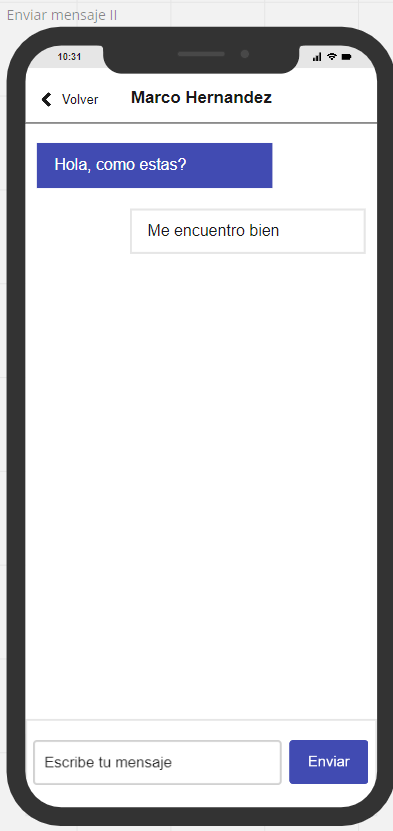 Enviar mensaje II
10:31
Volver
Marco Hernandez
Hola, como estas?
Me encuentro bien
Escribe tu mensaje
Enviar